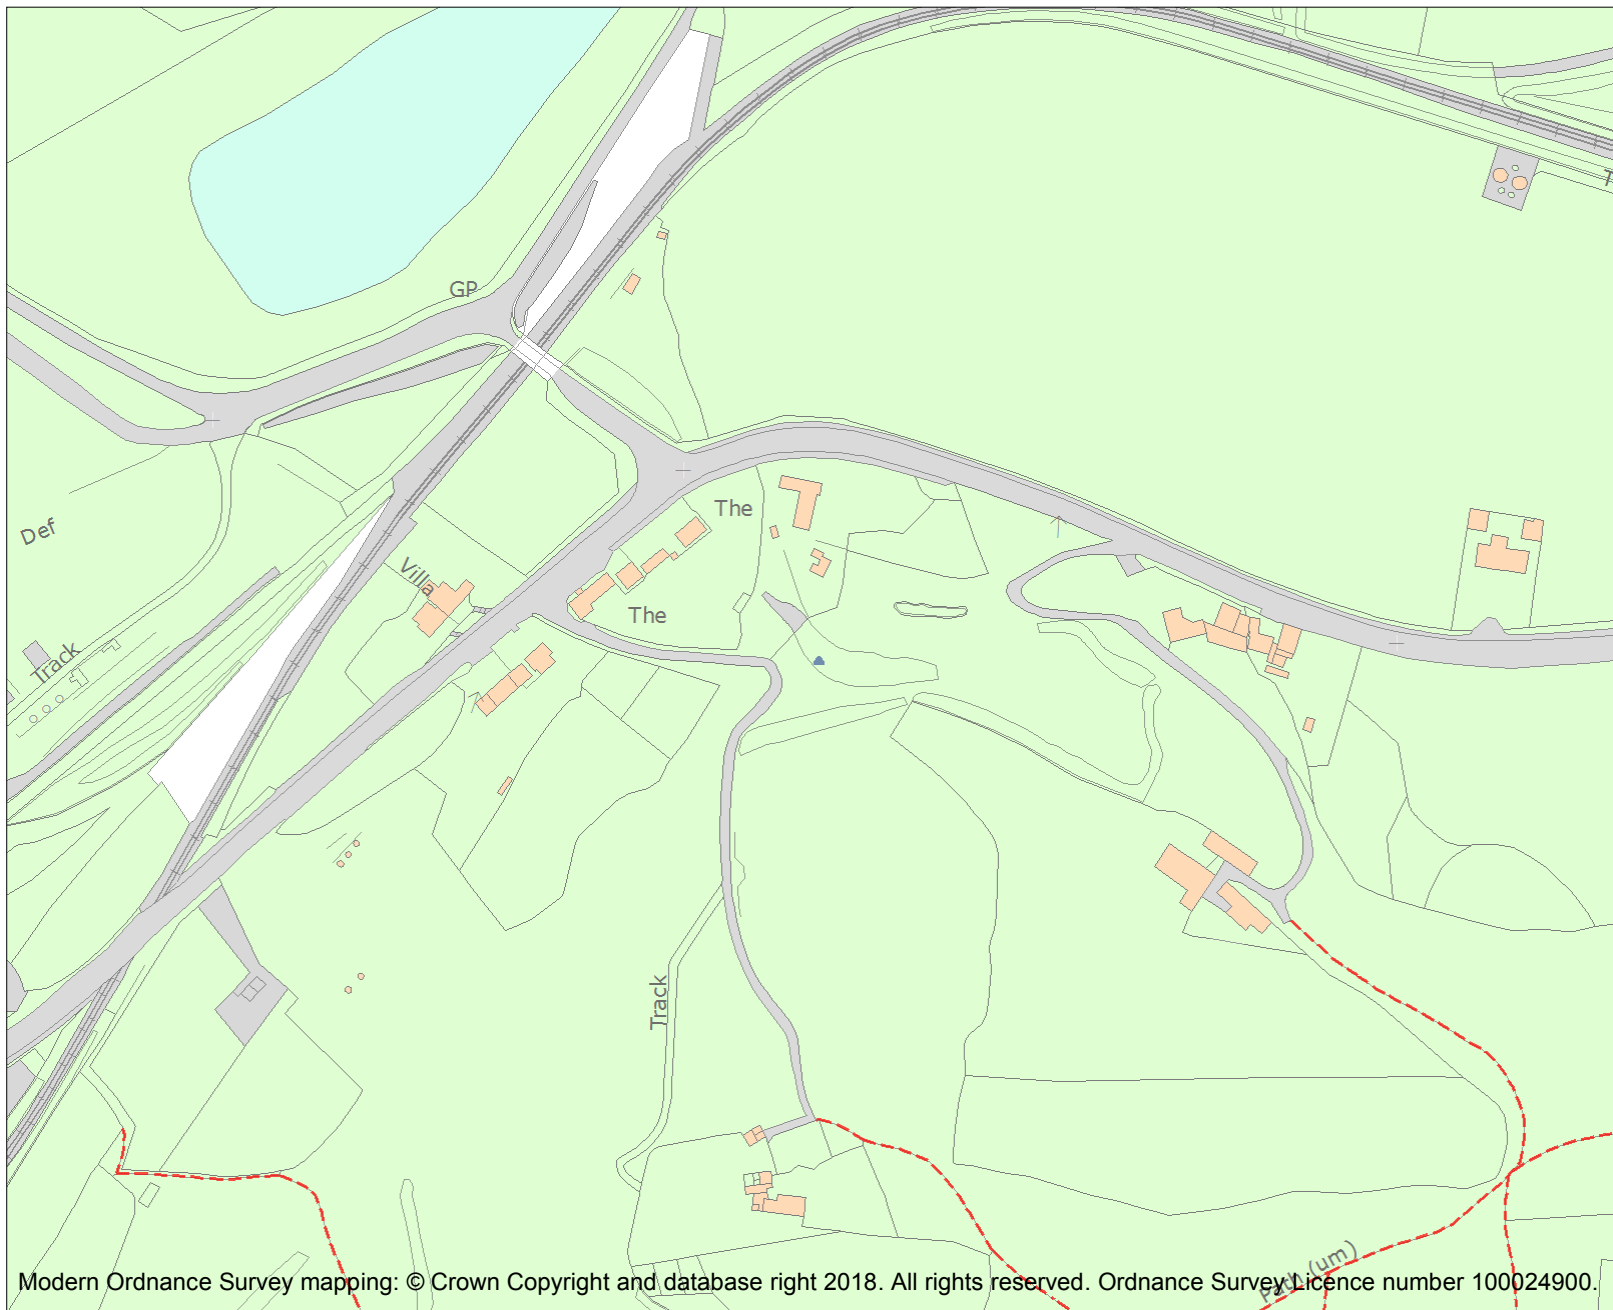 GP
The
Def
Villa
The
Track
Track
Path (um)
Modern Ordnance Survey mapping: © Crown Copyright and database right 2018. All rights reserved. Ordnance Survey Licence number 100024900.